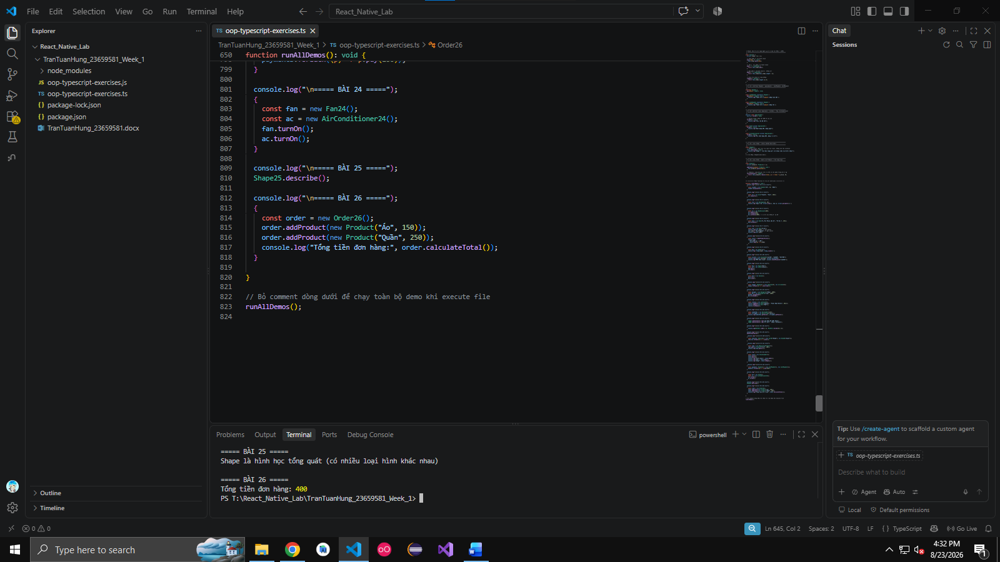 File Edit Selection View Go Run Terminal Help
React_Native_Lab
Explorer
React_Native_Lab
TranTuanHung_23659581_Week_1
node_modules
JS oop-typescript-exercises.js
TS oop-typescript-exercises.ts
{} package-lock.json
{} package.json
TranTuanHung_23659581.docx
Outline
Timeline
TS oop-typescript-exercises.ts
TranTuanHung_23659581_Week_1 > TS oop-typescript-exercises.ts > Order26
650 function runAllDemos(): void {
799 }
800
801 console.log("\n===== BÀI 24 =====");
802 {
803 const fan = new Fan24();
804 const ac = new AirConditioner24();
805 fan.turnOn();
806 ac.turnOn();
807 }
808
809 console.log("\n===== BÀI 25 =====");
810 Shape25.describe();
811
812 console.log("\n===== BÀI 26 =====");
813 {
814 const order = new Order26();
815 order.addProduct(new Product("Áo", 150));
816 order.addProduct(new Product("Quần", 250));
817 console.log("Tổng tiền đơn hàng:", order.calculateTotal());
818 }
819
820 }
821
822 // Bỏ comment dòng dưới để chạy toàn bộ demo khi execute file
823 runAllDemos();
824
Problems Output Terminal Ports Debug Console
powershell
===== BÀI 25 =====
Shape là hình học tổng quát (có nhiều loại hình khác nhau)
===== BÀI 26 =====
Tổng tiền đơn hàng: 400
PS T:\React_Native_Lab\TranTuanHung_23659581_Week_1>
Chat
Sessions
Tip: Use /create-agent to scaffold a custom agent
for your workflow.
TS oop-typescript-exercises.ts
Describe what to build
Agent Auto
Local Default permissions
0 0
Ln 645, Col 2 Spaces: 2 UTF-8 LF {} TypeScript Go Live
Type here to search
4:32 PM
8/23/2026
1